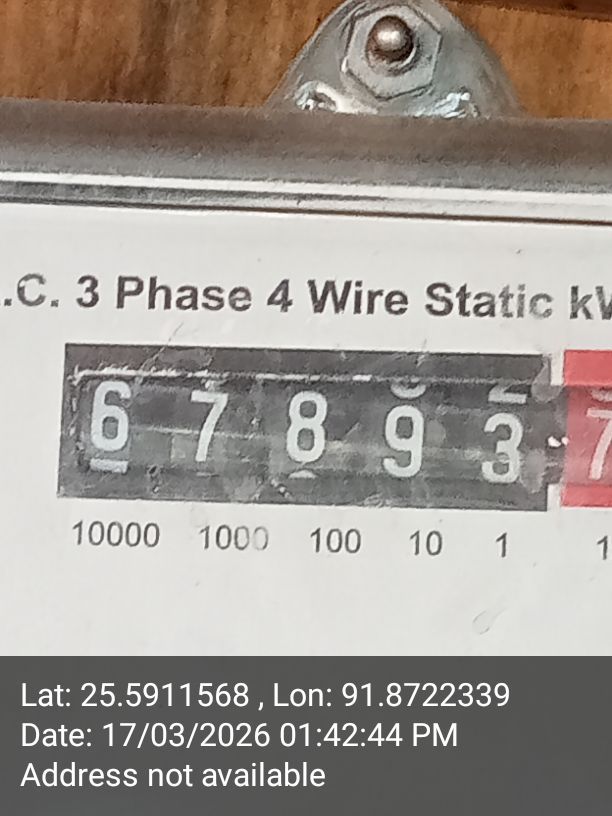 .C. 3 Phase 4 Wire Static
6 7 8 9 3 7
10000 1000 100 10 1 1
Lat: 25.5911568 , Lon: 91.8722339
Date: 17/03/2026 01:42:44 PM
Address not available